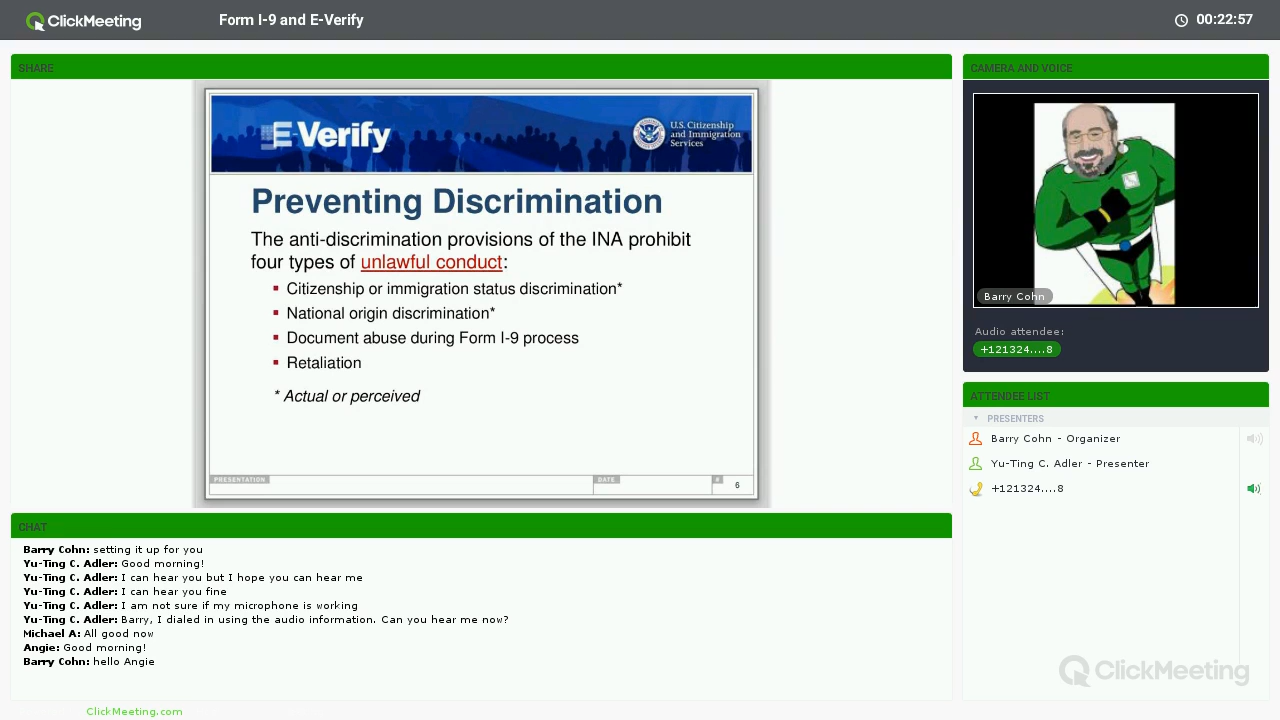 ClickMeeting
Form I-9 and E-Verify
00:22:57
SHARE
E-Verify
U.S. Citizenship
and Immigration
Services
Preventing Discrimination
The anti-discrimination provisions of the INA prohibit
four types of unlawful conduct:
Citizenship or immigration status discrimination*
National origin discrimination*
Document abuse during Form I-9 process
Retaliation
* Actual or perceived
PRESENTATION
DATE
#
6
CAMERA AND VOICE
Barry Cohn
Audio attendee:
+121324....8
ATTENDEE LIST
PRESENTERS
Barry Cohn - Organizer
Yu-Ting C. Adler - Presenter
+121324....8
ClickMeeting
CHAT
Barry Cohn: setting it up for you
Yu-Ting C. Adler: Good morning!
Yu-Ting C. Adler: I can hear you but I hope you can hear me
Yu-Ting C. Adler: I can hear you fine
Yu-Ting C. Adler: I am not sure if my microphone is working
Yu-Ting C. Adler: Barry, I dialed in using the audio information. Can you hear me now?
Michael A: All good now
Angie: Good morning!
Barry Cohn: hello Angie
ClickMeeting.com